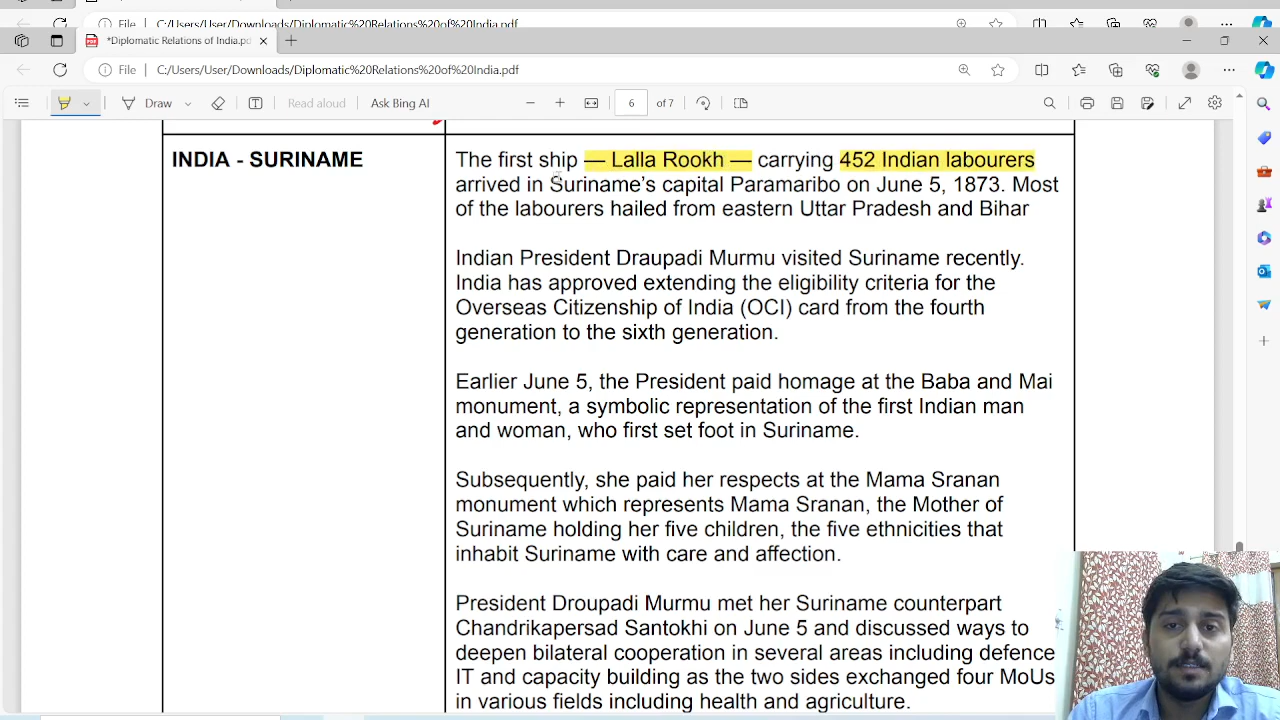 C:/Users/User/Downloads/Diplomatic%20Relations%20of%20India.pdf
*Diplomatic Relations of India.pd
File
C:/Users/User/Downloads/Diplomatic%20Relations%20of%20India.pdf
Draw
Read aloud
Ask Bing AI
6
of 7
INDIA - SURINAME
The first ship — Lalla Rookh — carrying 452 Indian labourers
arrived in Suriname’s capital Paramaribo on June 5, 1873. Most
of the labourers hailed from eastern Uttar Pradesh and Bihar
Indian President Draupadi Murmu visited Suriname recently.
India has approved extending the eligibility criteria for the
Overseas Citizenship of India (OCI) card from the fourth
generation to the sixth generation.
Earlier June 5, the President paid homage at the Baba and Mai
monument, a symbolic representation of the first Indian man
and woman, who first set foot in Suriname.
Subsequently, she paid her respects at the Mama Sranan
monument which represents Mama Sranan, the Mother of
Suriname holding her five children, the five ethnicities that
inhabit Suriname with care and affection.
President Droupadi Murmu met her Suriname counterpart
Chandrikapersad Santokhi on June 5 and discussed ways to
deepen bilateral cooperation in several areas including defence
IT and capacity building as the two sides exchanged four MoUs
in various fields including health and agriculture.